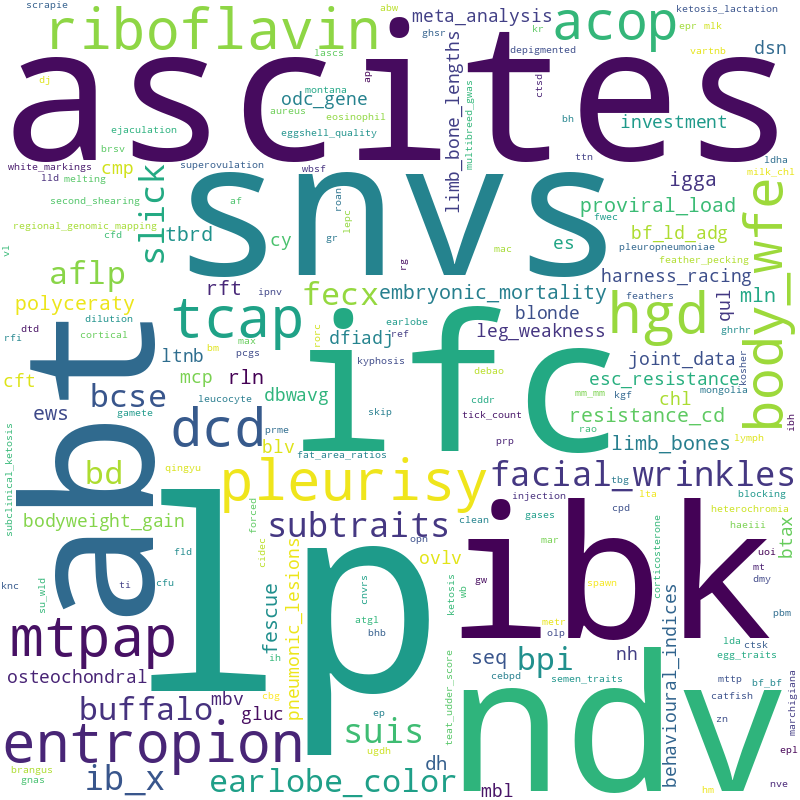 scrapie
riboflavin
meta_analysis
acop
ketosis_lactation
abw
ghsr
kr
epr
mlk
vartnb
depigmented
dsn
ascites
dj
lascs
montana
ap
odc_gene
aureus
eosinophil
eggshell_quality
limb_bone_lengths
multibreed_gwas
ctsd
bh
investment
ejaculation
brsv
white_markings
cmp
superovulation
wbsf
ttn
ldha
lld
melting
slick
snvs
igga
milk_chl
second_shearing
af
roan
lepc
proviral_load
body_wfe
regional_genomic_mapping
cfd
tbrd
cy
gr
fwec
es
bf_ld_adg
vl
mac
pleuropneumoniae
feather_pecking
aflp
rg
harness_racing
rft
ipnv
fecx
embryonic_mortality
feathers
qul
mln
polyceraty
dtd
dilution
earlobe
ref
blonde
hgd
ghrhr
rfi
cortical
tcap
bm
max
pcgs
rorc
dfiadj
leg_weakness
joint_data
kosher
ltnb
abt
ifc
kyphosis
debao
esc_resistance
mongolia
cft
mcp
rln
leucocyte
dbwavg
skip
cddr
mm_mm
kgf
chl
bcse
ews
gamete
tick_count
resistance_cd
ibh
knc
dcd
prme
prp
rao
limb_bones
lymph
subclinical_ketosis
blv
fat_area_ratios
bd
qingyu
pleurisy
facial_wrinkles
tbg
bodyweight_gain
forced
injection
lta
blocking
heterochromia
subtraits
clean
gases
cpd
haeiii
btax
fld
cidec
oph
ovlv
mar
corticosterone
uoi
su_wld
ti
cfu
lp
cnvrs
gw
ibk
mt
dmy
fescue
pneumonic_lesions
atgl
bhb
ketosis
wb
metr
spawn
pbm
mtpap
olp
behavioural_indices
lda
ctsk
egg_traits
osteochondral
ih
seq
bpi
nh
cebpd
semen_traits
mttp
bf_bf
catfish
marchigiana
mbv
cbg
buffalo
gluc
ep
suis
teat_udder_score
ndv
zn
entropion
ugdh
epl
brangus
gnas
ib_x
earlobe_color
dh
mbl
hm
nve